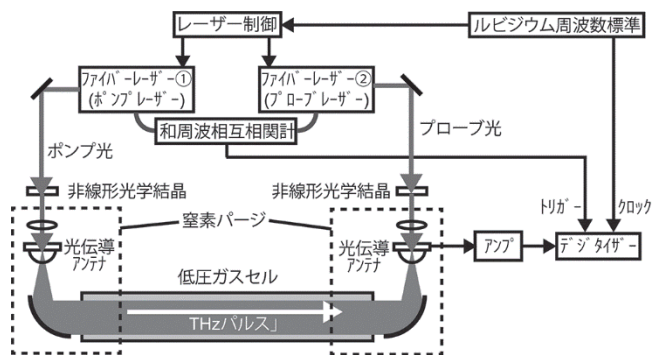 レーザー制御
ルビジウム周波数標準
ﾌｧｲﾊﾞｰﾚｰｻﾞｰ①
(ﾎﾟﾝﾌﾟﾚｰｻﾞｰ)
ﾌｧｲﾊﾞｰﾚｰｻﾞｰ②
(ﾌﾟﾛｰﾌﾞﾚｰｻﾞｰ)
和周波相互相関計
ポンプ光
プローブ光
非線形光学結晶
非線形光学結晶
ﾄﾘｶﾞｰ
ｸﾛｯｸ
窒素パージ
光伝導
アンテナ
光伝導
アンテナ
ｱﾝﾌﾟ
ﾃﾞｼﾞﾀｲｻﾞｰ
低圧ガスセル
THzパルス」